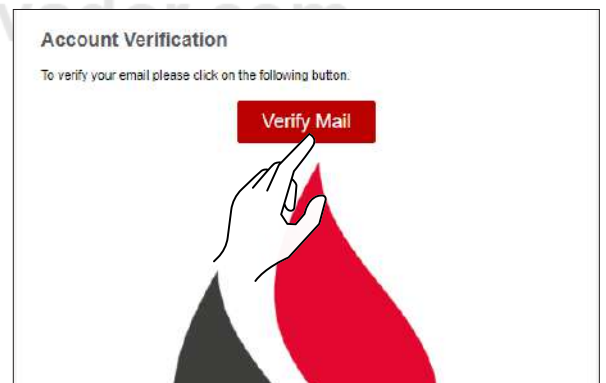 Account Verification
To verify your email please click on the following button.
Verify Mail